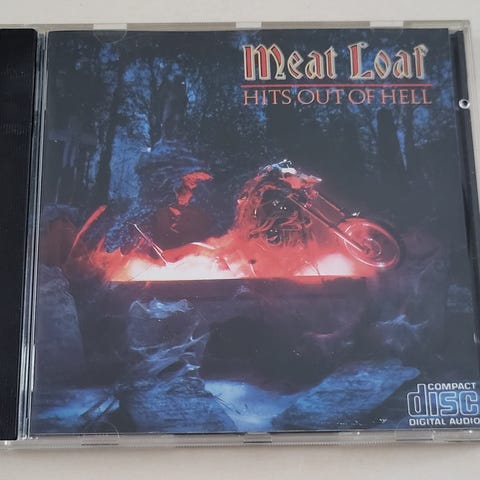 Meat Loaf
HITS OUT OF HELL
COMPACT
disc
DIGITAL AUDIO